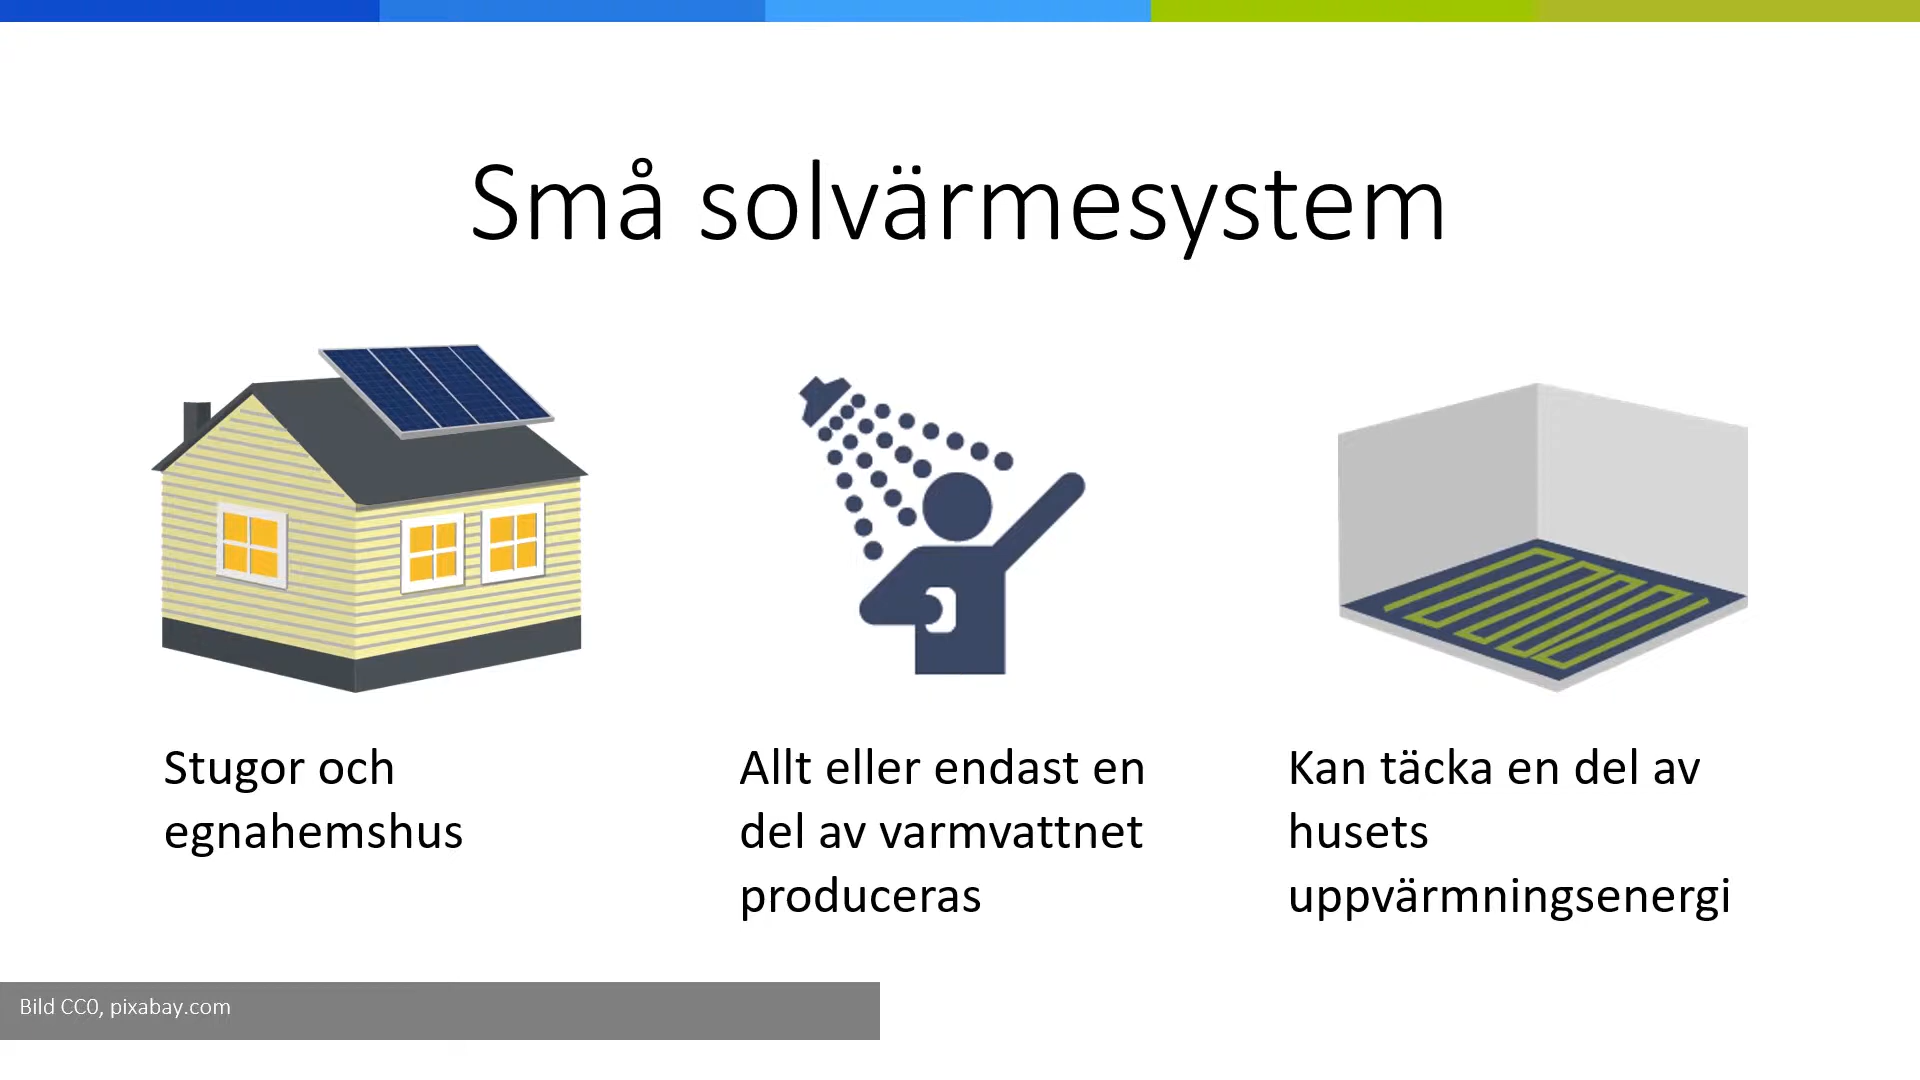 Små solvärmesystem
Stugor och
egnahemshus
Allt eller endast en
del av varmvattnet
produceras
Kan täcka en del av
husets
uppvärmningsenergi
Bild CC0, pixabay.com